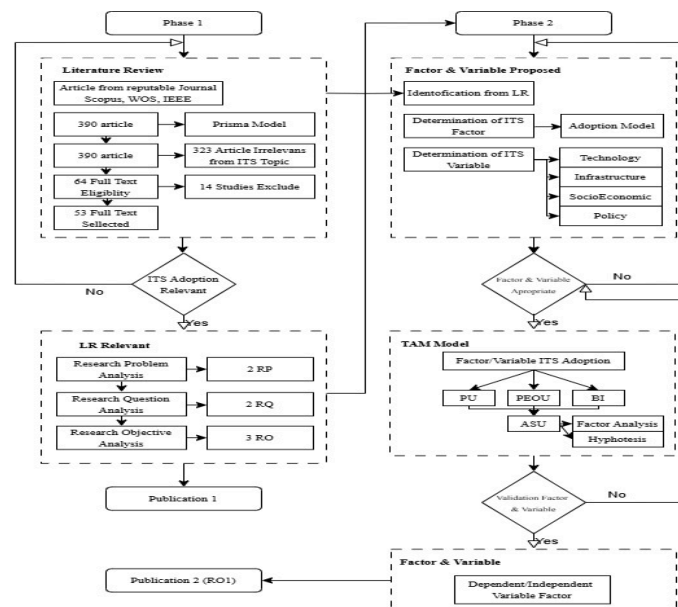 Phase 1
Literature Review
Article from reputable Journal
Scopus, WOS, IEEE
390 article
Prisma Model
390 article
323 Article Irrelevans
from ITS Topic
64 Full Text
Eligiblity
14 Studies Exclude
53 Full Text
Sellected
ITS Adoption
Relevant
No
Yes
LR Relevant
Research Problem
Analysis
2 RP
Research Question
Analysis
2 RQ
Research Objective
Analysis
3 RO
Publication 1
Phase 2
Factor & Variable Proposed
Identofication from LR
Determination of ITS
Factor
Adoption Model
Determination of ITS
Variable
Technology
Infrastructure
SocioEconomic
Policy
Factor & Variable
Apropriate
No
Yes
TAM Model
Factor/Variable ITS Adoption
PU
PEOU
BI
ASU
Factor Analysis
Hyphotesis
Validation Factor
& Variable
No
Yes
Factor & Variable
Dependent/Independent
Variable Factor
Publication 2 (RO1)